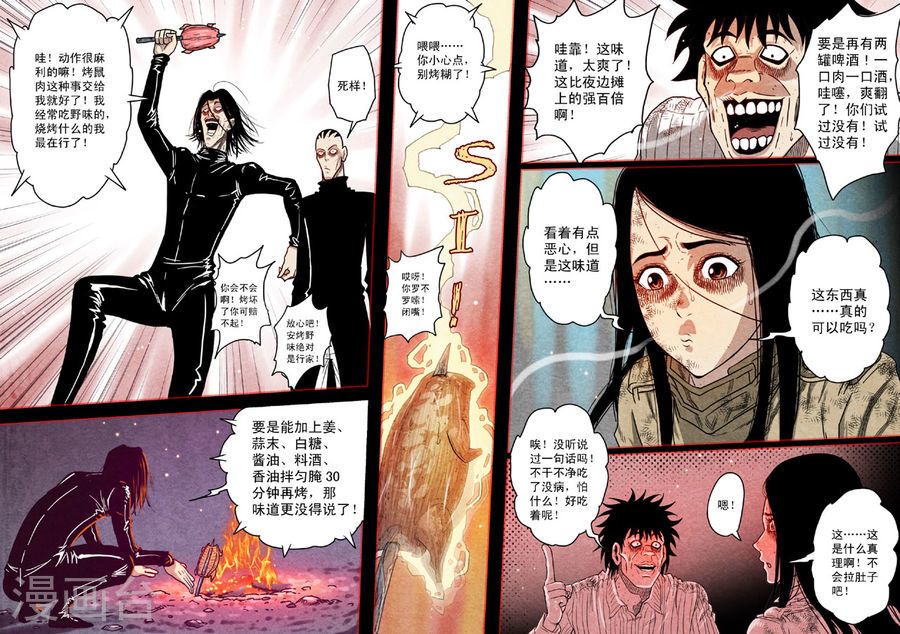 哇！动作很麻
利的嘛！烤鼠
肉这种事交给
我就好了！我
经常吃野味的，
烧烤什么的我
最在行了！
死样！
你会不会
啊！烤坏
了你可赔
不起！
放心吧！
安烤野
味绝对
是行家！
要是能加上姜、
蒜末、白糖、
酱油、料酒、
香油拌匀腌 30
分钟再烤，那
味道更没得说了！
喂喂……
你小心点，
别烤糊了！
SI！
哎呀！
你罗不
罗嗦！
闭嘴！
哇靠！这味
道，太爽了！
这比夜边摊
上的强百倍
啊！
要是再有两
罐啤酒！一
口肉一口酒，
哇噻，爽翻
了！你们试
过没有！试
过没有！
看着有点
恶心，但
是这味道
……
这东西真
……真的
可以吃吗？
唉！没听说
过一句话吗！
不干不净吃
了没病，怕
什么！好吃
着呢！
嗯！
这……这
是什么真
理啊！不
会拉肚子
吧！
漫画台